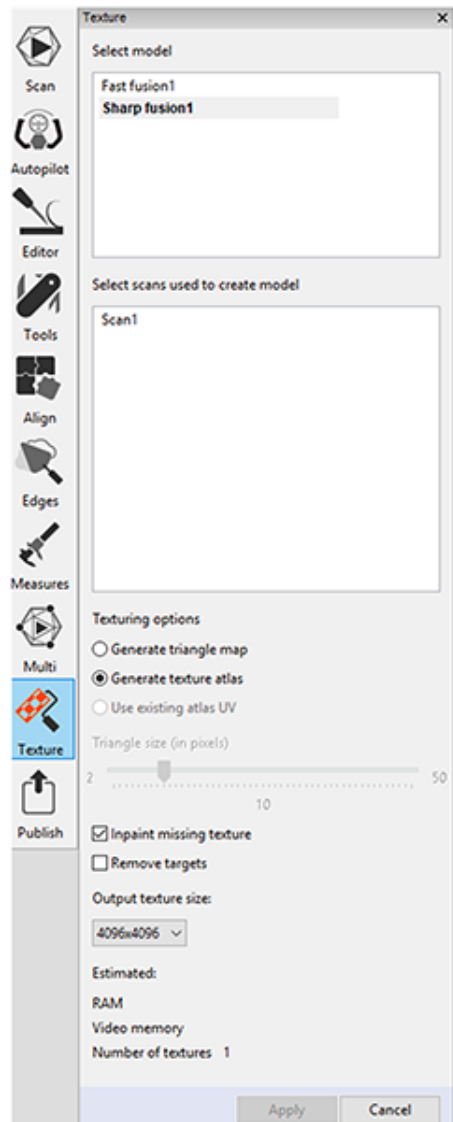 Texture
Select model
Scan
Fast fusion1
Sharp fusion1
Autopilot
Editor
Select scans used to create model
Scan1
Tools
Align
Edges
Measures
Texturing options
Generate triangle map
Multi
Generate texture atlas
Use existing atlas UV
Texture
Triangle size (in pixels)
2 50
10
Publish
Inpaint missing texture
Remove targets
Output texture size:
4096x4096
Estimated:
RAM
Video memory
Number of textures 1
Apply Cancel